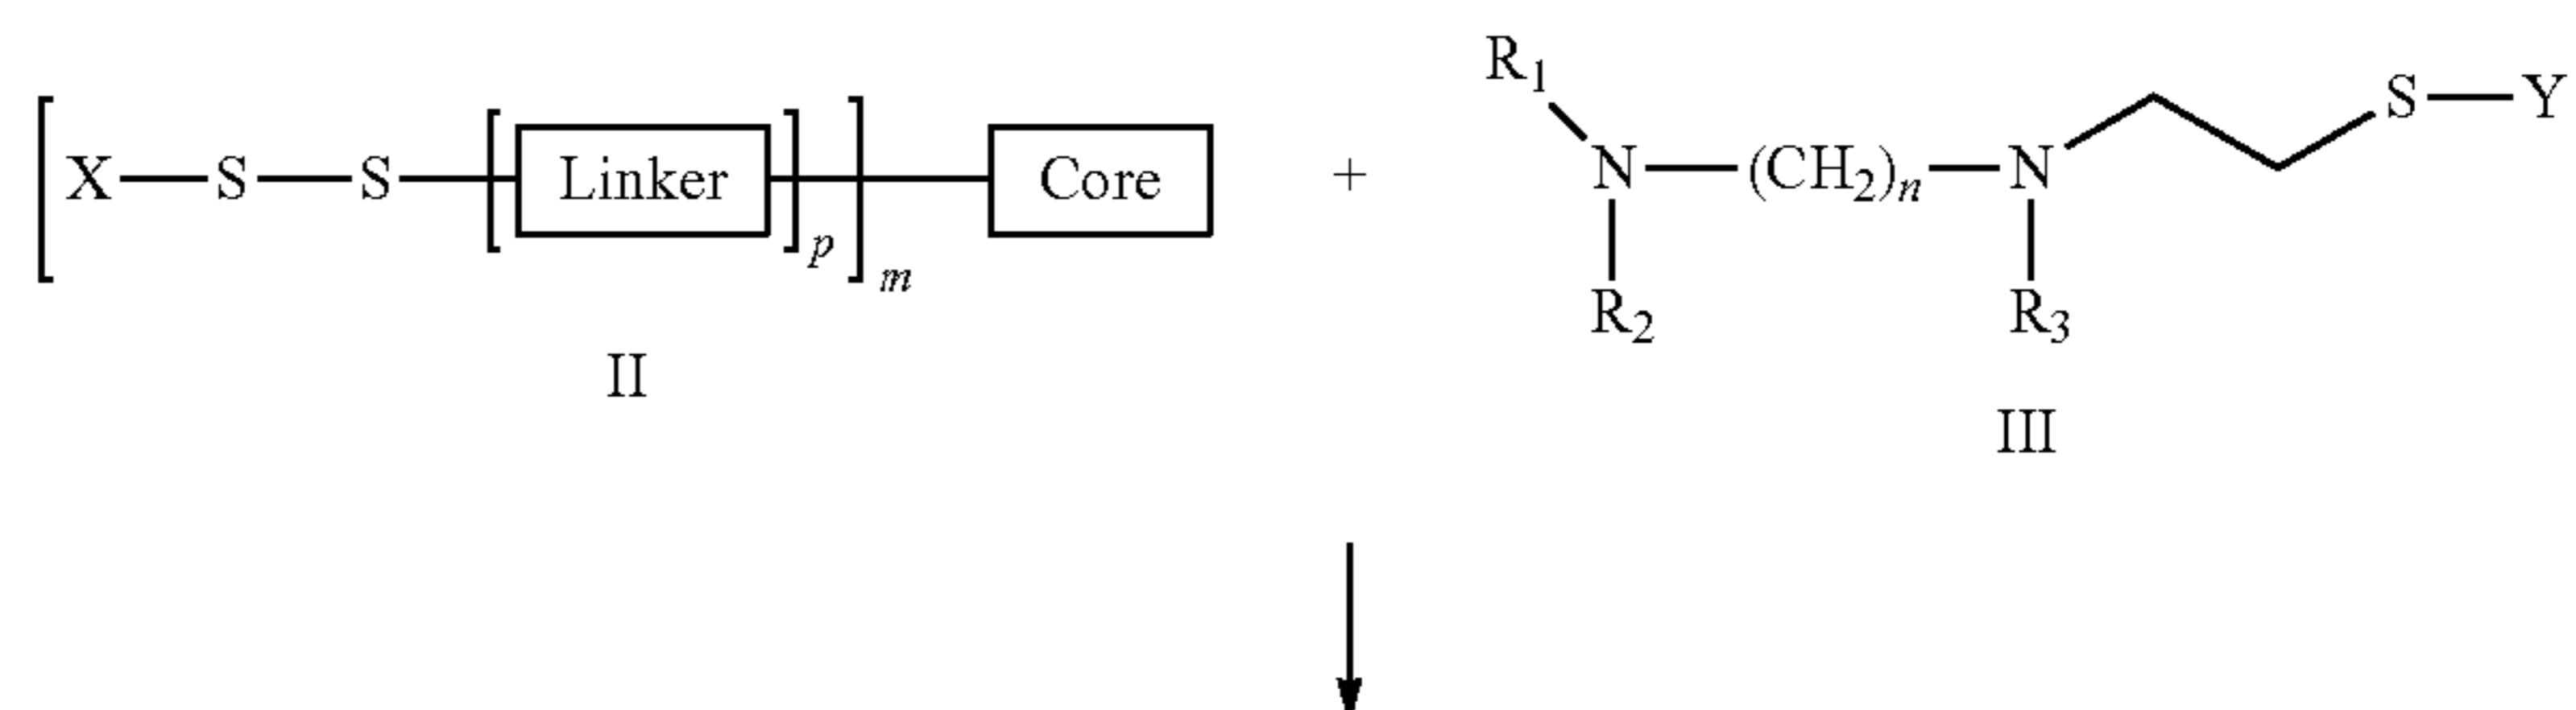 R1
S—Y
[X—S—S—[Linker]p]m—Core + N—(CH2)n—N
R2 R3
II
III